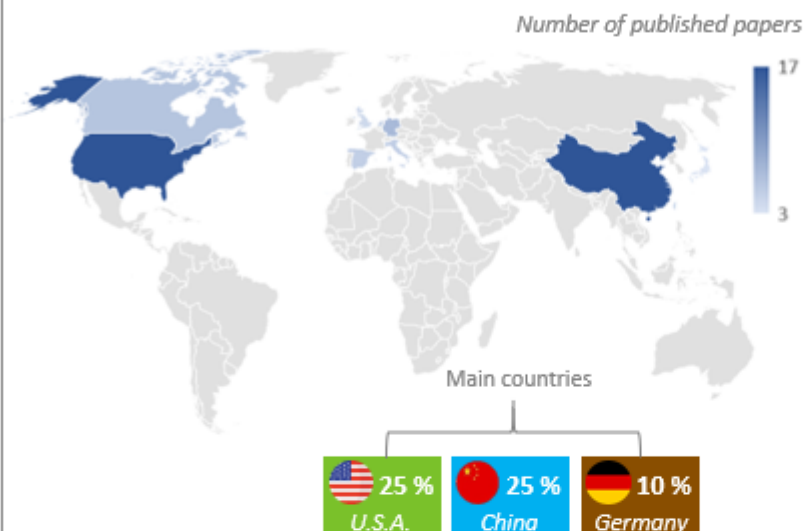 Number of published papers
17
3
Main countries
25 %
25 %
10 %
U.S.A.
China
Germany